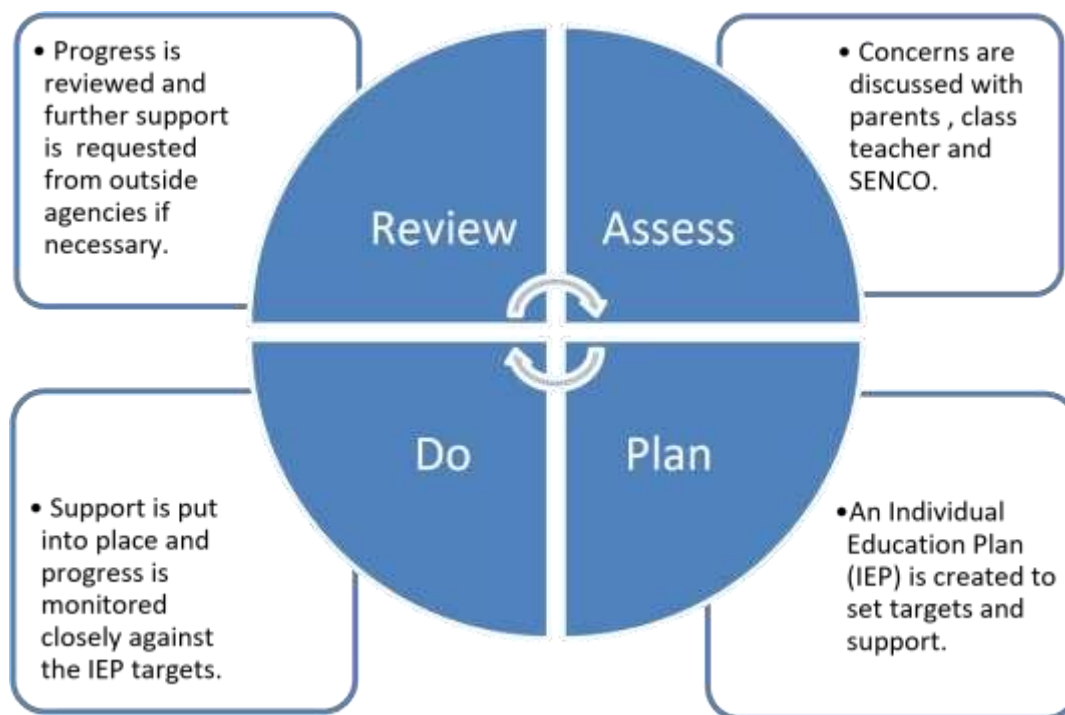 • Progress is
reviewed and
further support
is requested
from outside
agencies if
necessary.
Review
Assess
• Concerns are
discussed with
parents , class
teacher and
SENCO.
• Support is put
into place and
progress is
monitored
closely against
the IEP targets.
Do
Plan
•An Individual
Education Plan
(IEP) is created to
set targets and
support.